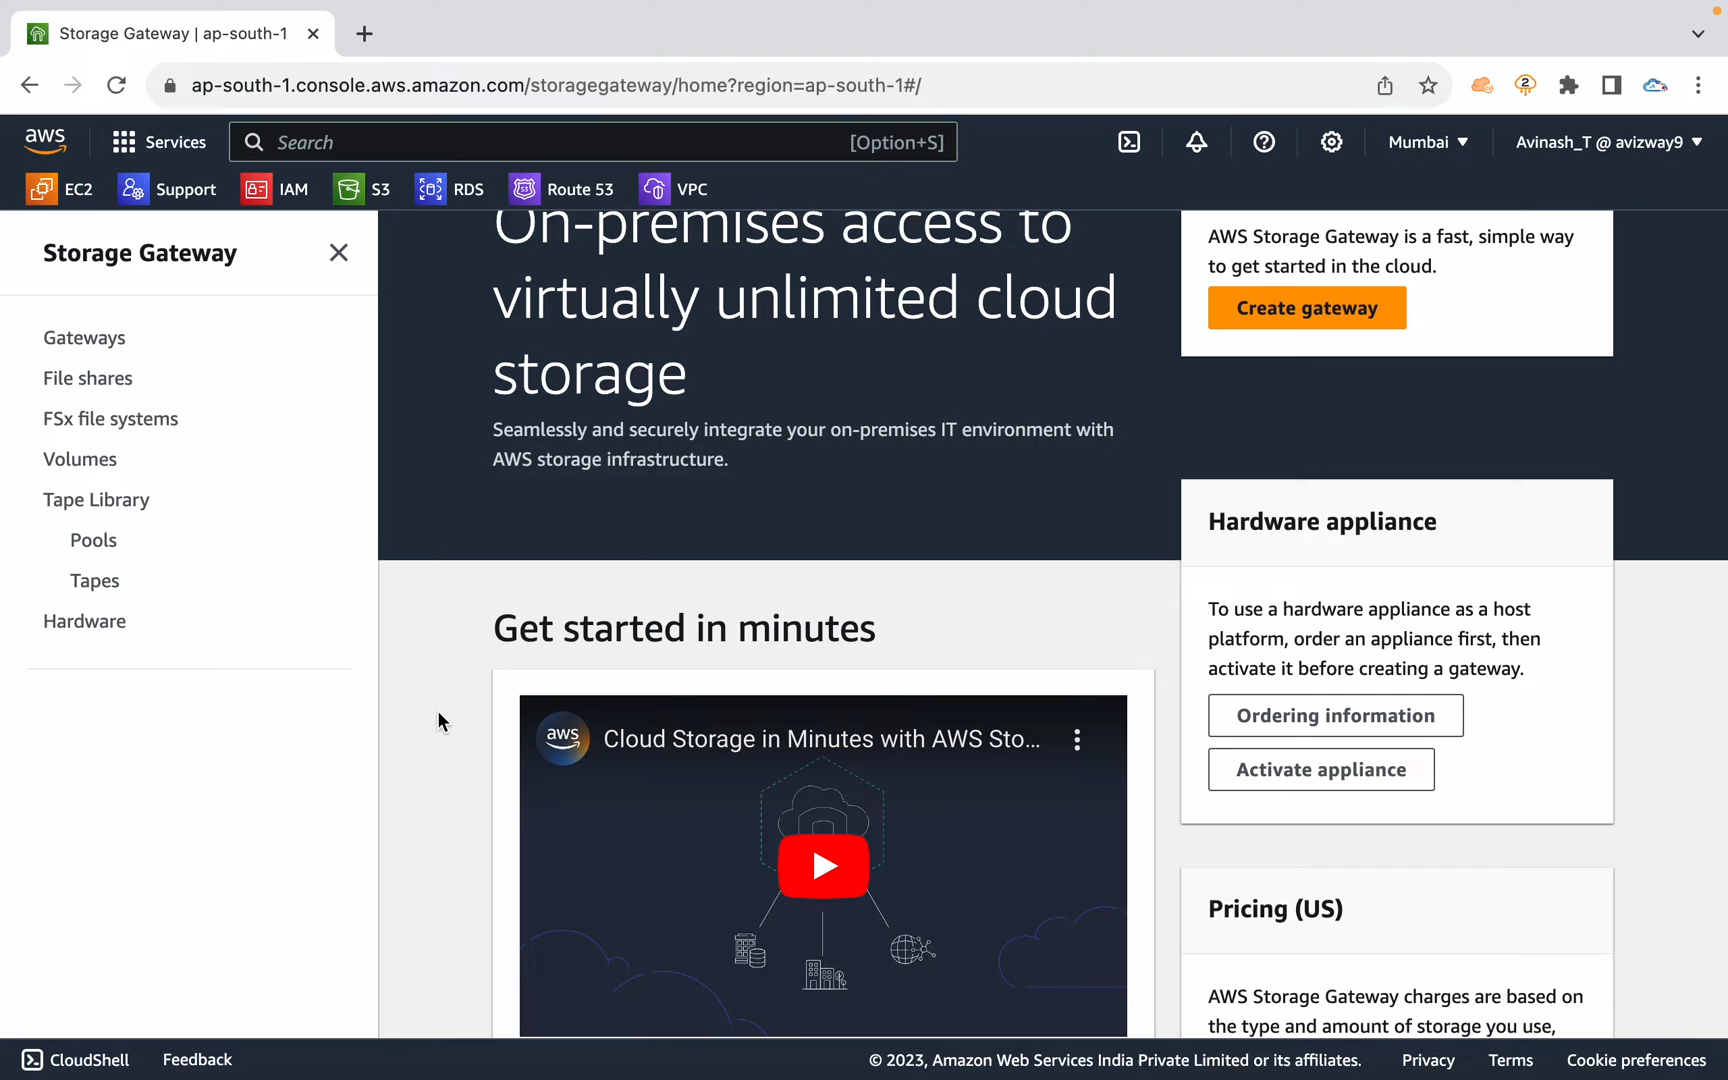 Storage Gateway | ap-south-1
ap-south-1.console.aws.amazon.com/storagegateway/home?region=ap-south-1#/
2
aws
Services
Search
[Option+S]
Mumbai
Avinash_T @ avizway9
EC2
Support
IAM
S3
RDS
Route 53
VPC
Storage Gateway
Gateways
File shares
FSx file systems
Volumes
Tape Library
Pools
Tapes
Hardware
On-premises access to
virtually unlimited cloud
storage
Seamlessly and securely integrate your on-premises IT environment with
AWS storage infrastructure.
AWS Storage Gateway is a fast, simple way
to get started in the cloud.
Create gateway
Hardware appliance
To use a hardware appliance as a host
platform, order an appliance first, then
activate it before creating a gateway.
Ordering information
Activate appliance
Get started in minutes
aws
Cloud Storage in Minutes with AWS Sto...
Pricing (US)
AWS Storage Gateway charges are based on
the type and amount of storage you use,
CloudShell
Feedback
© 2023, Amazon Web Services India Private Limited or its affiliates.
Privacy
Terms
Cookie preferences